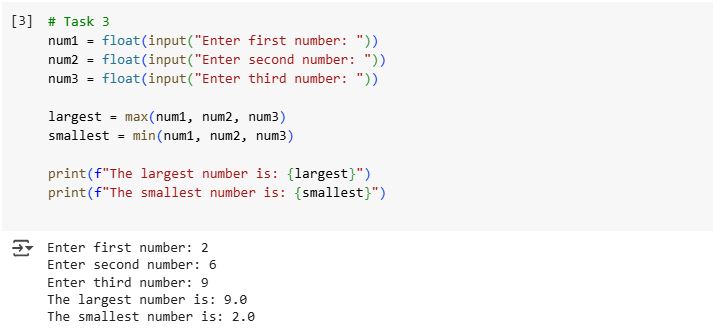 [3] # Task 3
num1 = float(input("Enter first number: "))
num2 = float(input("Enter second number: "))
num3 = float(input("Enter third number: "))
largest = max(num1, num2, num3)
smallest = min(num1, num2, num3)
print(f"The largest number is: {largest}")
print(f"The smallest number is: {smallest}")
Enter first number: 2
Enter second number: 6
Enter third number: 9
The largest number is: 9.0
The smallest number is: 2.0